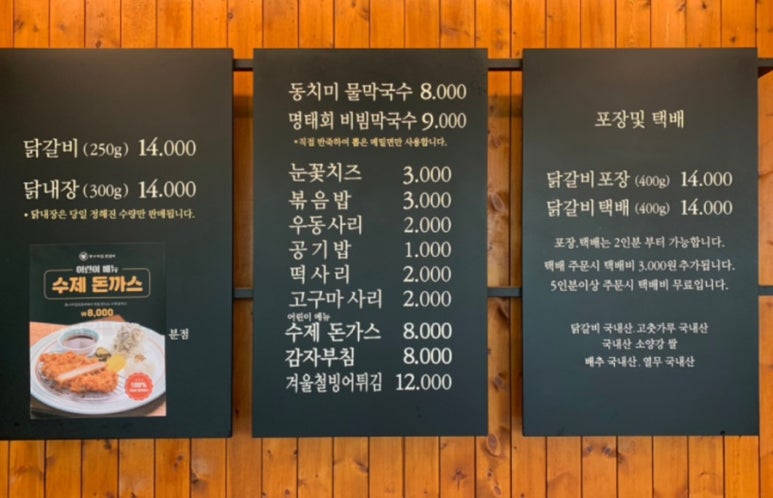 닭갈비 (250g) 14.000
닭내장 (300g) 14.000
• 닭내장은 당일 정해진 수량만 판매됩니다.
어린이 메뉴
수제 돈까스
₩8,000
100%
분점
동치미 물막국수 8.000
명태회 비빔막국수 9.000
•직접 반죽하여 뽑은 메밀면만 사용합니다.
눈꽃치즈 3.000
볶음밥 3.000
우동사리 2.000
공기밥 1.000
떡사리 2.000
고구마 사리 2.000
어린이 메뉴
수제 돈가스 8.000
감자부침 8.000
겨울철빙어튀김 12.000
포장및 택배
닭갈비 포장 (400g) 14.000
닭갈비 택배 (400g) 14.000
포장,택배는 2인분 부터 가능합니다.
택배 주문시 택배비 3.000원 추가됩니다.
5인분이상 주문시 택배비 무료입니다.
닭갈비 국내산 . 고춧가루 국내산
국내산 소양강 쌀
배추 국내산 . 열무 국내산